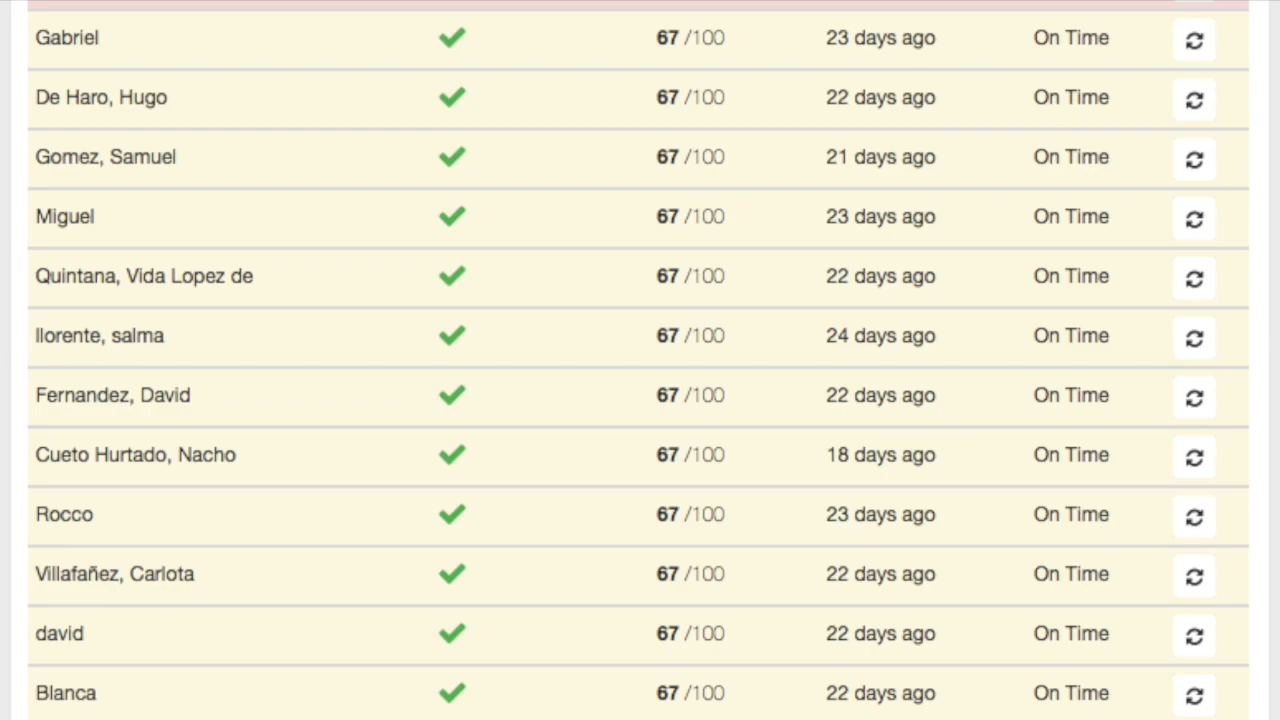 Gabriel 67 /100 23 days ago On Time
De Haro, Hugo 67 /100 22 days ago On Time
Gomez, Samuel 67 /100 21 days ago On Time
Miguel 67 /100 23 days ago On Time
Quintana, Vida Lopez de 67 /100 22 days ago On Time
llorente, salma 67 /100 24 days ago On Time
Fernandez, David 67 /100 22 days ago On Time
Cueto Hurtado, Nacho 67 /100 18 days ago On Time
Rocco 67 /100 23 days ago On Time
Villafañez, Carlota 67 /100 22 days ago On Time
david 67 /100 22 days ago On Time
Blanca 67 /100 22 days ago On Time